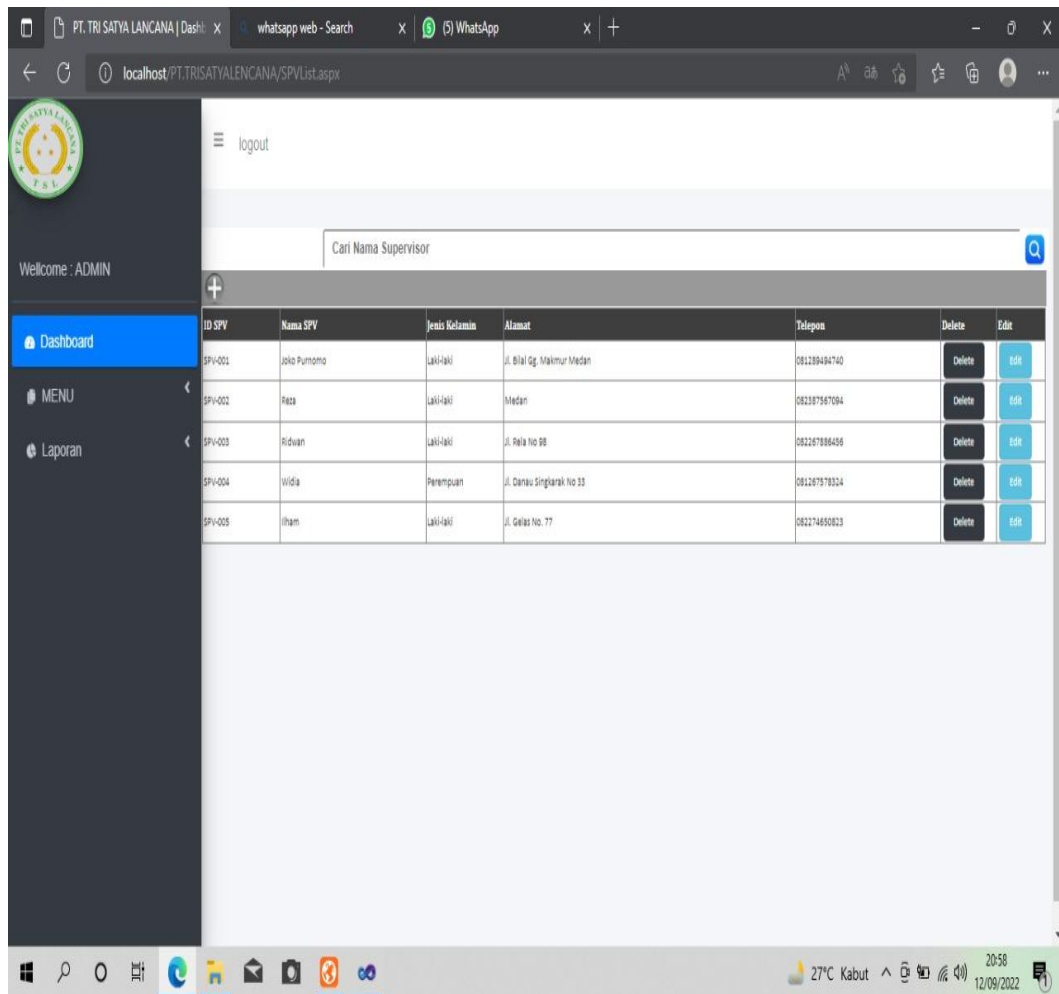 PT. TRI SATYA LANCANA | Dashb
whatsapp web - Search
(5) WhatsApp
localhost/PT.TRISATYALENCANA/SPVList.aspx
PT. TRI SATYA LANCANA
T S L
logout
Cari Nama Supervisor
Wellcome : ADMIN
Dashboard
MENU
Laporan
ID SPV Nama SPV Jenis Kelamin Alamat Telepon Delete Edit
SPV-001 Joko Purnomo Laki-laki Jl. Bilal Gg. Makmur Medan 081289494740 Delete Edit
SPV-002 Reza Laki-laki Medan 082387567094 Delete Edit
SPV-003 Ridwan Laki-laki Jl. Rela No 98 082267886456 Delete Edit
SPV-004 Widia Perempuan Jl. Danau Singkarak No 33 081267578324 Delete Edit
SPV-005 Ilham Laki-laki Jl. Gelas No. 77 082274650823 Delete Edit
27°C Kabut
20:58
12/09/2022